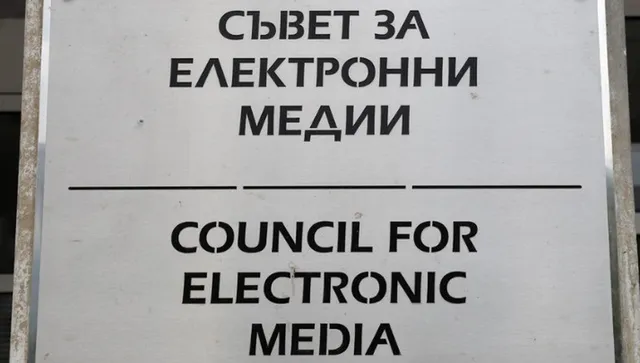 СЪВЕТ ЗА
ЕЛЕКТРОННИ
МЕДИИ
COUNCIL FOR
ELECTRONIC
MEDIA